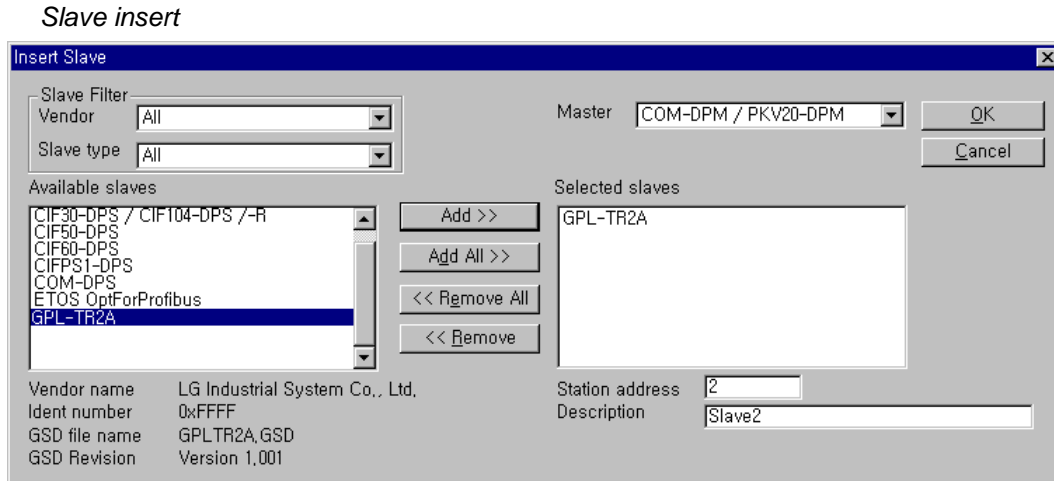 Slave insert
Insert Slave
Slave Filter
Vendor All
Slave type All
Master COM-DPM / PKV20-DPM
OK
Cancel
Available slaves
CIF30-DPS / CIF104-DPS /-R
CIF50-DPS
CIF60-DPS
CIFPS1-DPS
COM-DPS
ETOS OptForProfibus
GPL-TR2A
Add >>
Add All >>
<< Remove All
<< Remove
Selected slaves
GPL-TR2A
Vendor name LG Industrial System Co,, Ltd,
Ident number 0xFFFF
GSD file name GPLTR2A,GSD
GSD Revision Version 1,001
Station address 2
Description Slave2